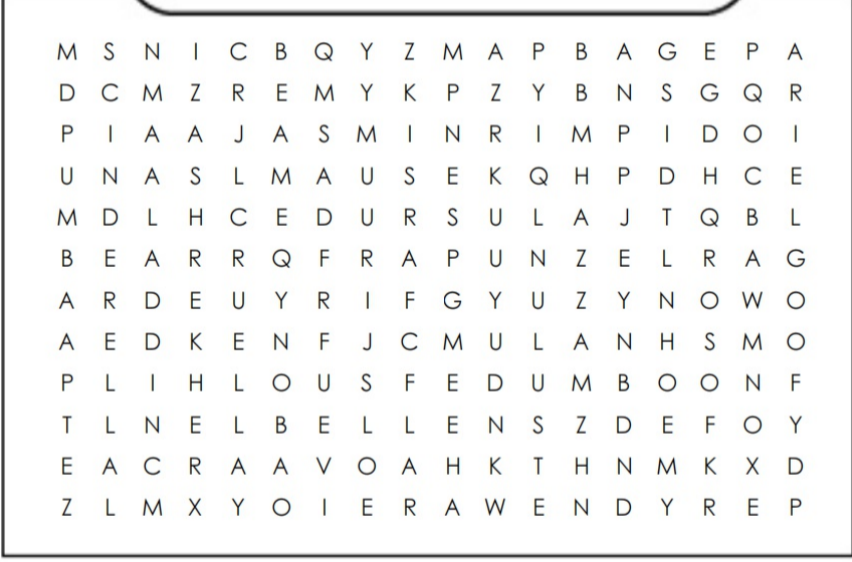 M S N I C B Q Y Z M A P B A G E P A
D C M Z R E M Y K P Z Y B N S G Q R
P I A A J A S M I N R I M P I D O I
U N A S L M A U S E K Q H P D H C E
M D L H C E D U R S U L A J T Q B L
B E A R R Q F R A P U N Z E L R A G
A R D E U Y R I F G Y U Z Y N O W O
A E D K E N F J C M U L A N H S M O
P L I H L O U S F E D U M B O O N F
T L N E L B E L L E N S Z D E F O Y
E A C R A A V O A H K T H N M K X D
Z L M X Y O I E R A W E N D Y R E P